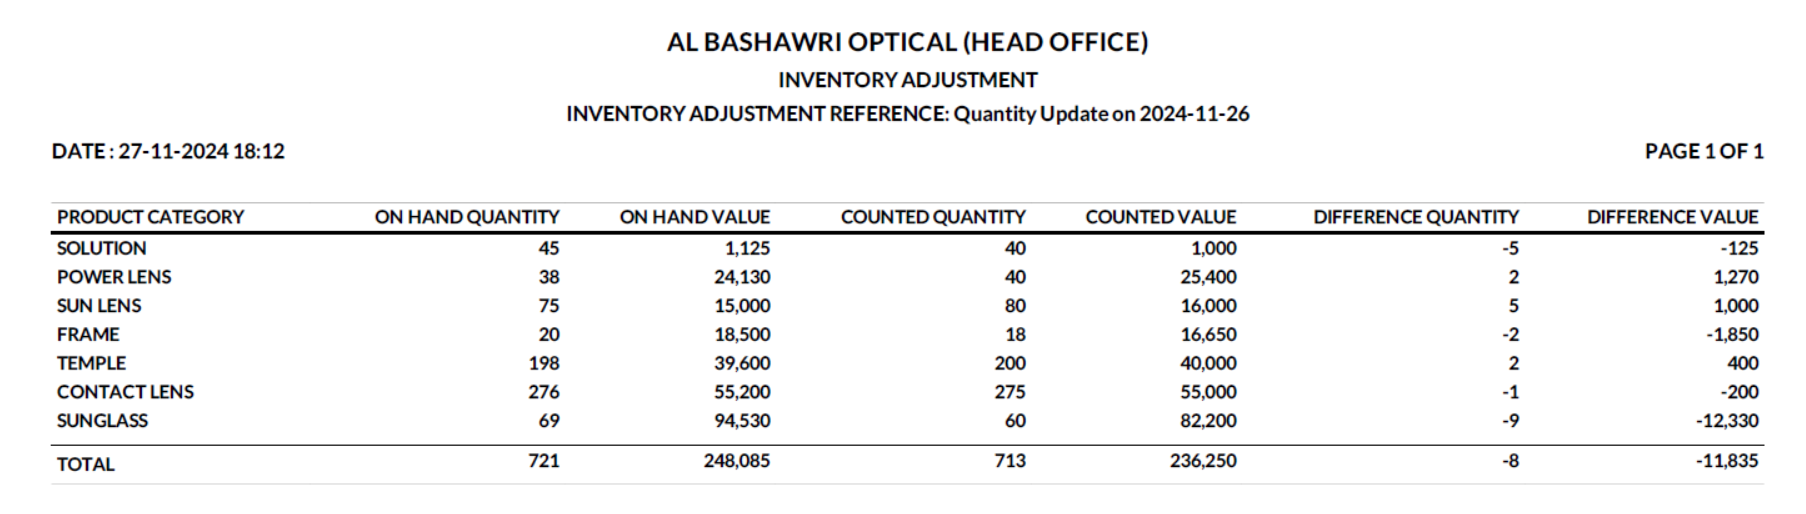 AL BASHAWRI OPTICAL (HEAD OFFICE)
INVENTORY ADJUSTMENT
INVENTORY ADJUSTMENT REFERENCE: Quantity Update on 2024-11-26
DATE : 27-11-2024 18:12 PAGE 1 OF 1
PRODUCT CATEGORY ON HAND QUANTITY ON HAND VALUE COUNTED QUANTITY COUNTED VALUE DIFFERENCE QUANTITY DIFFERENCE VALUE
SOLUTION 45 1,125 40 1,000 -5 -125
POWER LENS 38 24,130 40 25,400 2 1,270
SUN LENS 75 15,000 80 16,000 5 1,000
FRAME 20 18,500 18 16,650 -2 -1,850
TEMPLE 198 39,600 200 40,000 2 400
CONTACT LENS 276 55,200 275 55,000 -1 -200
SUNGLASS 69 94,530 60 82,200 -9 -12,330
TOTAL 721 248,085 713 236,250 -8 -11,835